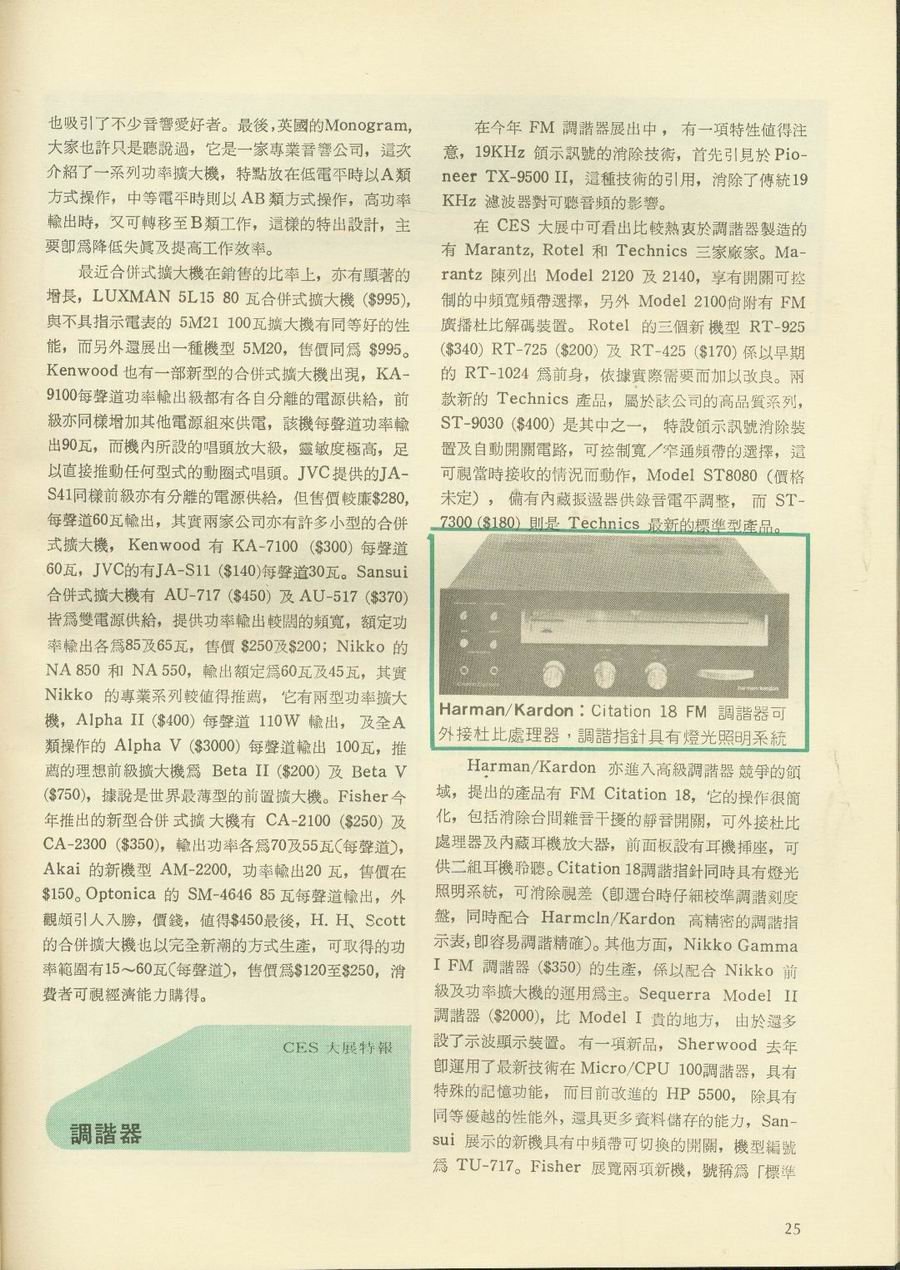 也吸引了不少音響愛好者。最後,英國的Monogram,
大家也許只是聽說過，它是一家專業音響公司，這次
介紹了一系列功率擴大機，特點放在低電平時以A類
方式操作，中等電平時則以AB類方式操作，高功率
輸出時，又可轉移至B類工作，這樣的特出設計，主
要卽爲降低失眞及提高工作效率。
最近合併式擴大機在銷售的比率上，亦有顯著的
增長，LUXMAN 5L15 80 瓦合併式擴大機 ($995),
與不具指示電表的 5M21 100瓦擴大機有同等好的性
能，而另外還展出一種機型 5M20，售價同爲 $995。
Kenwood 也有一部新型的合併式擴大機出現，KA-
9100每聲道功率輸出級都有各自分離的電源供給，前
級亦同樣增加其他電源組來供電，該機每聲道功率輸
出90瓦，而機內所設的唱頭放大級，靈敏度極高，足
以直接推動任何型式的動圈式唱頭。JVC提供的JA-
S41同樣前級亦有分離的電源供給，但售價較廉$280,
每聲道60瓦輸出，其實兩家公司亦有許多小型的合併
式擴大機，Kenwood 有 KA-7100 ($300) 每聲道
60瓦，JVC的有JA-S11 ($140)每聲道30瓦。Sansui
合併式擴大機有 AU-717 ($450) 及 AU-517 ($370)
皆爲雙電源供給，提供功率輸出較闊的頻寬，額定功
率輸出各爲85及65瓦，售價 $250及$200；Nikko 的
NA 850 和 NA 550，輸出額定爲60瓦及45瓦，其實
Nikko 的專業系列較值得推薦，它有兩型功率擴大
機，Alpha II ($400) 每聲道 110W 輸出，及全A
類操作的 Alpha V ($3000) 每聲道輸出 100瓦，推
薦的理想前級擴大機爲 Beta II ($200) 及 Beta V
($750)，據說是世界最薄型的前置擴大機。Fisher今
年推出的新型合併式擴大機有 CA-2100 ($250) 及
CA-2300 ($350)，輸出功率各爲70及55瓦(每聲道)，
Akai 的新機型 AM-2200, 功率輸出20 瓦，售價在
$150。Optonica 的 SM-4646 85 瓦每聲道輸出，外
觀頗引人入勝，價錢，值得$450最後，H. H、Scott
的合併擴大機也以完全新潮的方式生產，可取得的功
率範圍有15～60瓦(每聲道)，售價爲$120至$250，消
費者可視經濟能力購得。
CES 大展特報
調諧器
在今年 FM 調諧器展出中，有一項特性值得注
意，19KHz 領示訊號的消除技術，首先引見於 Pio-
neer TX-9500 II，這種技術的引用，消除了傳統19
KHz 濾波器對可聽音頻的影響。
在 CES 大展中可看出比較熱衷於調諧器製造的
有 Marantz, Rotel 和 Technics 三家廠家。Ma-
rantz 陳列出 Model 2120 及 2140，享有開關可控
制的中頻寬頻帶選擇，另外 Model 2100尙附有 FM
廣播杜比解碼裝置。 Rotel 的三個新機型 RT-925
($340) RT-725 ($200) 及 RT-425 ($170) 係以早期
的 RT-1024 爲前身，依據實際需要而加以改良。兩
款新的 Technics 產品，屬於該公司的高品質系列，
ST-9030 ($400) 是其中之一， 特設領示訊號消除裝
置及自動開關電路，可控制寬／窄通頻帶的選擇，這
可視當時接收的情況而動作，Model ST8080 (價格
未定)，備有內藏振盪器供錄音電平調整， 而 ST-
7300 ($180) 則是 Technics 最新的標準型產品。
harman/kardon
Harman/Kardon：Citation 18 FM 調諧器可
外接杜比處理器，調諧指針具有燈光照明系統
Harman/Kardon 亦進入高級調諧器競爭的領
域，提出的產品有 FM Citation 18，它的操作很簡
化，包括消除台間雜音干擾的靜音開關，可外接杜比
處理器及內藏耳機放大器，前面板設有耳機揷座，可
供二組耳機聆聽。Citation 18調諧指針同時具有燈光
照明系統，可消除視差 (卽選台時仔細校準調諧刻度
盤，同時配合 Harmcln/Kardon 高精密的調諧指
示表,卽容易調諧精確)。其他方面，Nikko Gamma
I FM 調諧器 ($350) 的生產，係以配合 Nikko 前
級及功率擴大機的運用爲主。Sequerra Model II
調諧器 ($2000)，比 Model I 貴的地方， 由於還多
設了示波顯示裝置。 有一項新品， Sherwood 去年
卽運用了最新技術在 Micro/CPU 100調諧器，具有
特殊的記憶功能， 而目前改進的 HP 5500， 除具有
同等優越的性能外，還具更多資料儲存的能力，San-
sui 展示的新機具有中頻帶可切換的開關，機型編號
爲 TU-717。Fisher 展覽兩項新機，號稱爲「標準
25